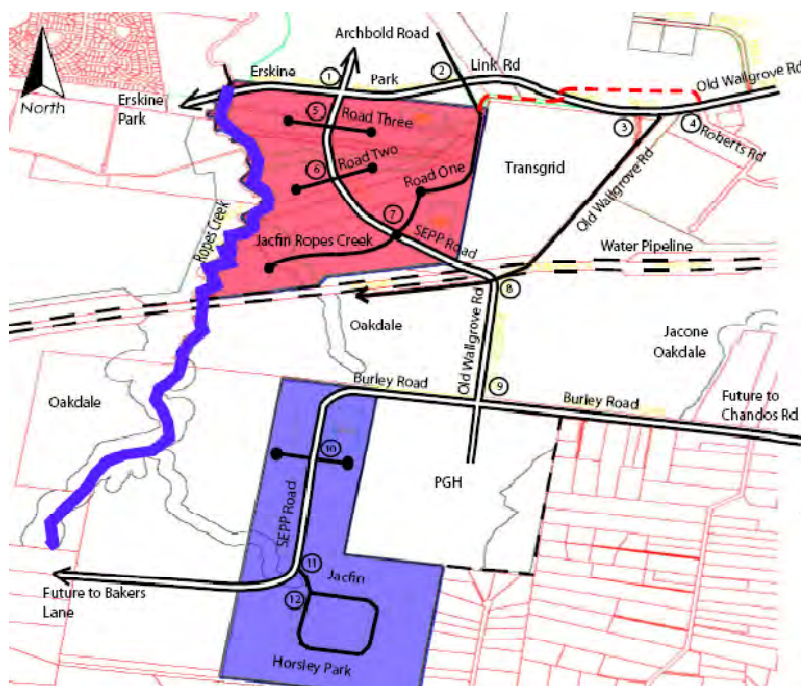 Archbold Road
Link Rd
Erskine
Park
Old Wallgrove Rd
North
Erskine
Park
1
2
3
4
Roberts Rd
5
Road Three
6
Road Two
Road One
Transgrid
Old Wallgrove Rd
Ropes Creek
7
SEPP Road
Jacfin Ropes Creek
Water Pipeline
8
Oakdale
Old Wallgrove Rd
Jacone
Oakdale
Oakdale
Burley Road
9
Burley Road
Future to
Chandos Rd
10
PGH
SEPP Road
11
Jacfin
Future to Bakers
Lane
12
Horsley Park